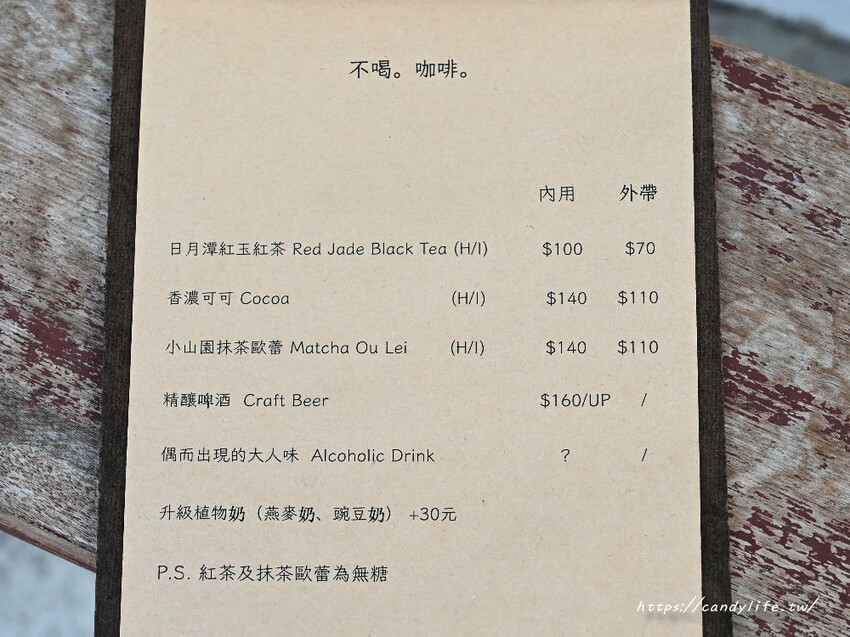 不喝。咖啡。
內用 外帶
日月潭紅玉紅茶 Red Jade Black Tea (H/I) $100 $70
香濃可可 Cocoa (H/I) $140 $110
小山園抹茶歐蕾 Matcha Ou Lei (H/I) $140 $110
精釀啤酒 Craft Beer $160/UP /
偶而出現的大人味 Alcoholic Drink ? /
升級植物奶（燕麥奶、豌豆奶） +30元
P.S. 紅茶及抹茶歐蕾為無糖
https://candylife.tw/